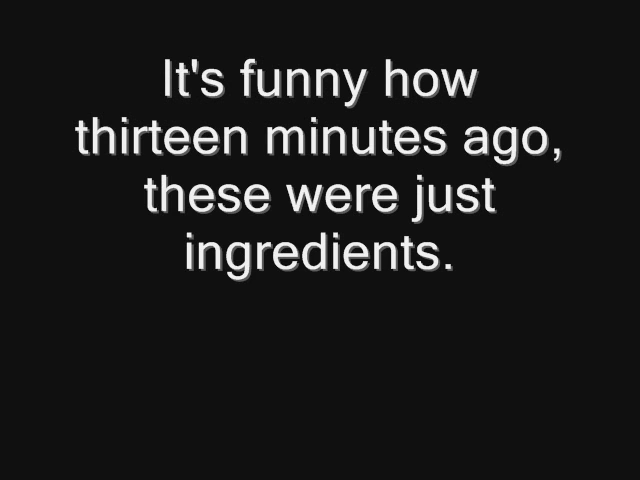 It's funny how
thirteen minutes ago,
these were just
ingredients.